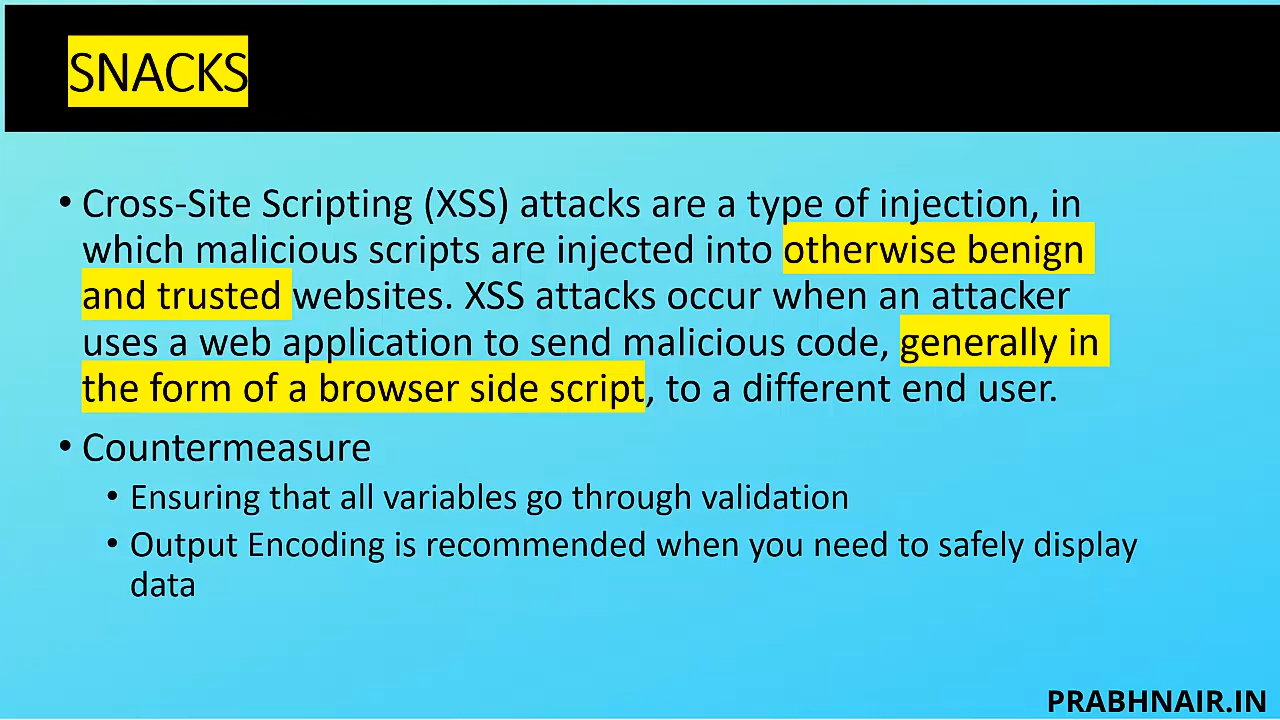 SNACKS
• Cross-Site Scripting (XSS) attacks are a type of injection, in
which malicious scripts are injected into otherwise benign
and trusted websites. XSS attacks occur when an attacker
uses a web application to send malicious code, generally in
the form of a browser side script, to a different end user.
• Countermeasure
• Ensuring that all variables go through validation
• Output Encoding is recommended when you need to safely display
data
PRABHNAIR.IN